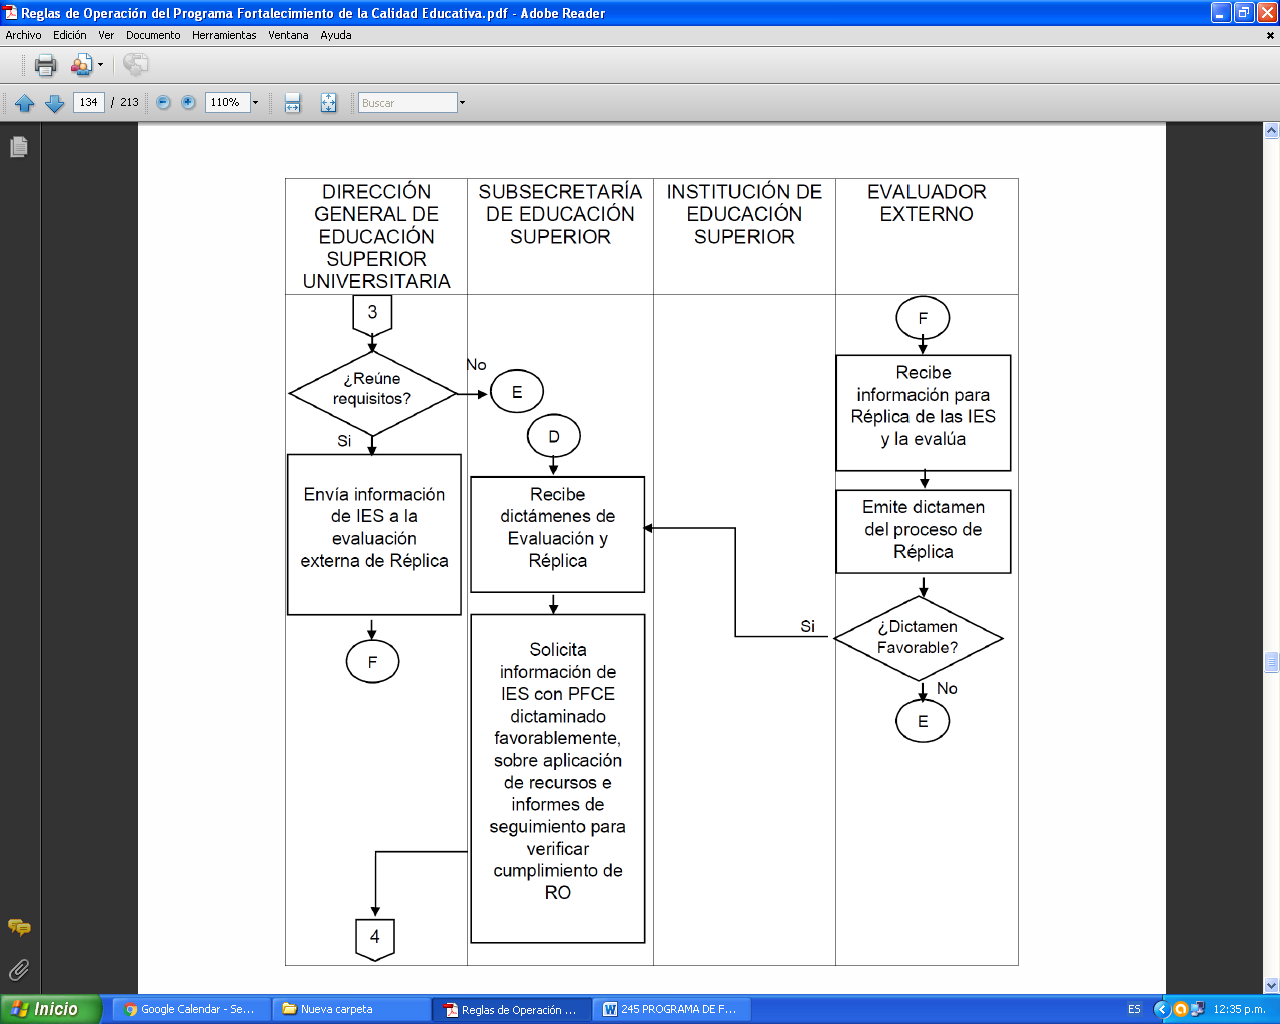 Reglas de Operación del Programa Fortalecimiento de la Calidad Educativa.pdf - Adobe Reader
Archivo Edición Ver Documento Herramientas Ventana Ayuda
134 / 213 110% Buscar
DIRECCIÓN
GENERAL DE
EDUCACIÓN
SUPERIOR
UNIVERSITARIA
SUBSECRETARÍA
DE EDUCACIÓN
SUPERIOR
INSTITUCIÓN DE
EDUCACIÓN
SUPERIOR
EVALUADOR
EXTERNO
3
¿Reúne
requisitos?
No
E
Si
Envía información
de IES a la
evaluación
externa de Réplica
F
D
Recibe
dictámenes de
Evaluación y
Réplica
Solicita
información de
IES con PFCE
dictaminado
favorablemente,
sobre aplicación
de recursos e
informes de
seguimiento para
verificar
cumplimiento de
RO
4
F
Recibe
información para
Réplica de las IES
y la evalúa
Emite dictamen
del proceso de
Réplica
¿Dictamen
Favorable?
Si
No
E
Inicio
Google Calendar - Se...
Nueva carpeta
Reglas de Operación ...
245 PROGRAMA DE F...
ES
12:35 p.m.